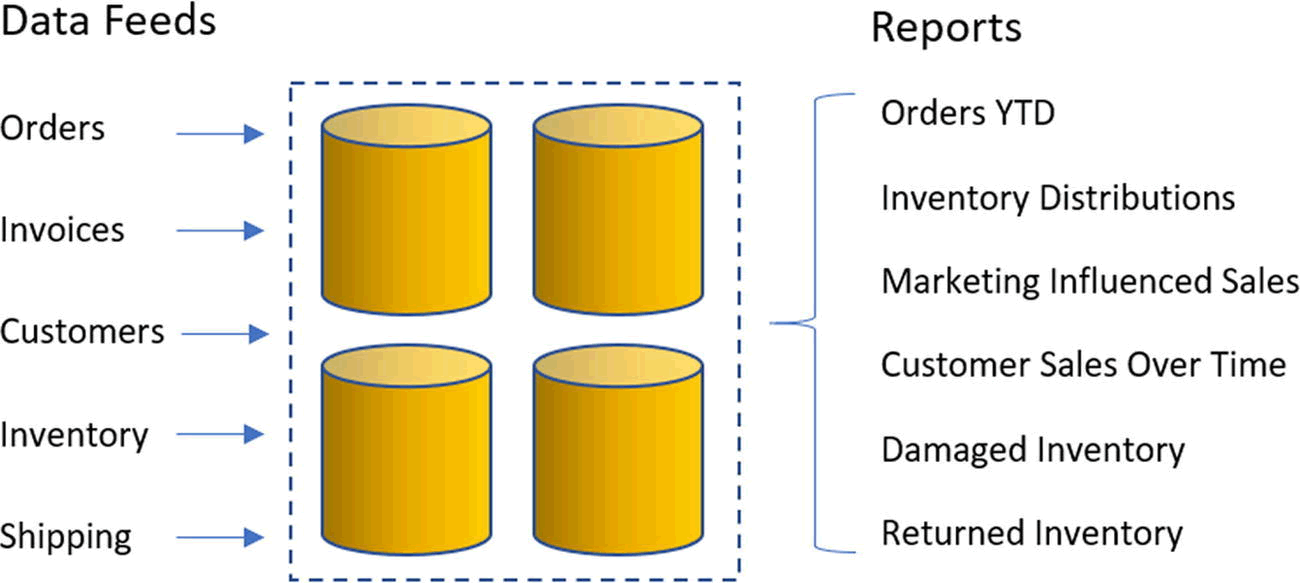 Data Feeds
Orders
Invoices
Customers
Inventory
Shipping
Reports
Orders YTD
Inventory Distributions
Marketing Influenced Sales
Customer Sales Over Time
Damaged Inventory
Returned Inventory